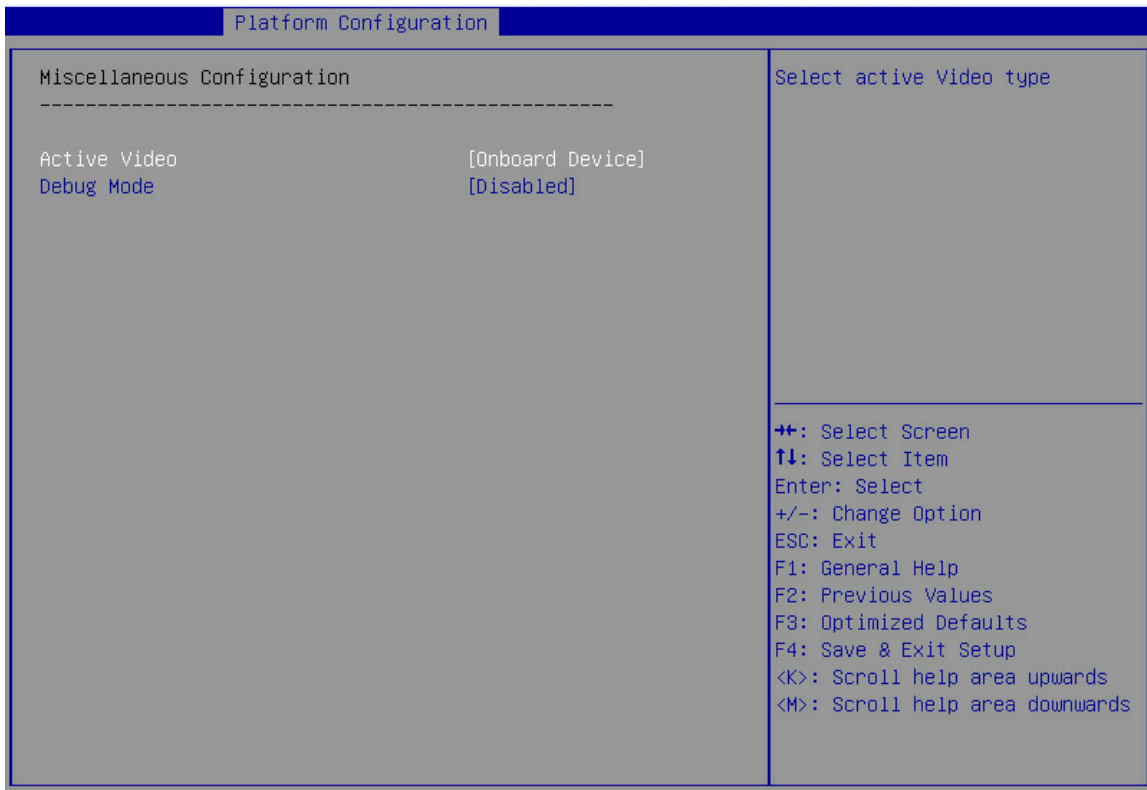 Platform Configuration
Miscellaneous Configuration
--------------------------------------------------
Active Video [Onboard Device]
Debug Mode [Disabled]
Select active Video type
→←: Select Screen
↑↓: Select Item
Enter: Select
+/-: Change Option
ESC: Exit
F1: General Help
F2: Previous Values
F3: Optimized Defaults
F4: Save & Exit Setup
<K>: Scroll help area upwards
<M>: Scroll help area downwards